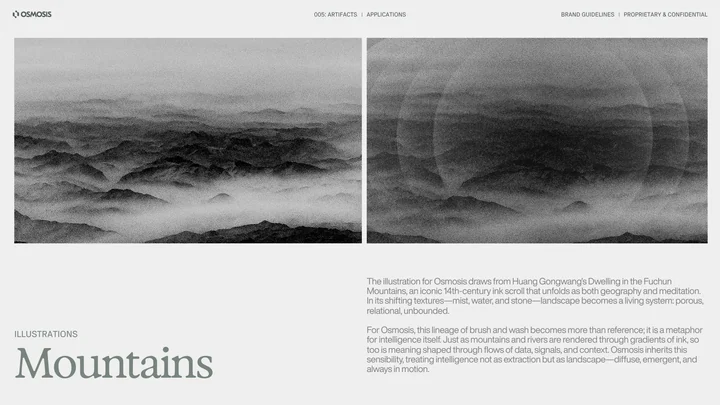 OSMOSIS
005: ARTIFACTS | APPLICATIONS
BRAND GUIDELINES | PROPRIETARY & CONFIDENTIAL
The illustration for Osmosis draws from Huang Gongwang's Dwelling in the Fuchun
Mountains, an iconic 14th-century ink scroll that unfolds as both geography and meditation.
In its shifting textures—mist, water, and stone—landscape becomes a living system: porous,
relational, unbounded.
For Osmosis, this lineage of brush and wash becomes more than reference; it is a metaphor
for intelligence itself. Just as mountains and rivers are rendered through gradients of ink, so
too is meaning shaped through flows of data, signals, and context. Osmosis inherits this
sensibility, treating intelligence not as extraction but as landscape—diffuse, emergent, and
always in motion.
ILLUSTRATIONS
Mountains